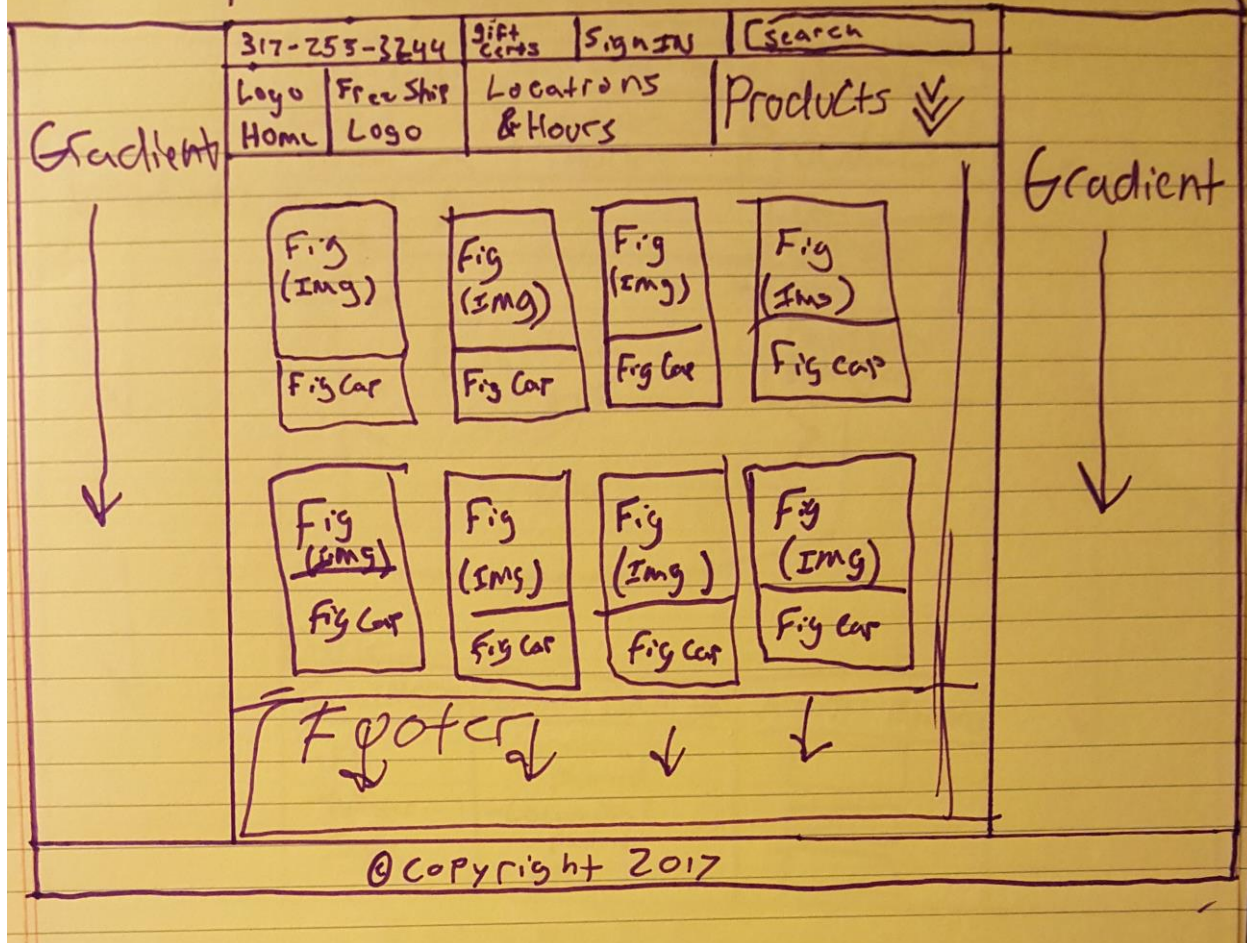 317-255-3244 gift certs Sign IN Search
Logo Home Free Ship Logo Locations & Hours Products
Gradient Gradient
Fig (Img) Fig (Img) Fig (Img) Fig (Img)
Fig Cap Fig Cap Fig Cap Fig cap
Fig (Img) Fig (Img) Fig (Img) Fig (Img)
Fig Cap Fig Cap Fig Cap Fig Cap
Footer
© Copyright 2017